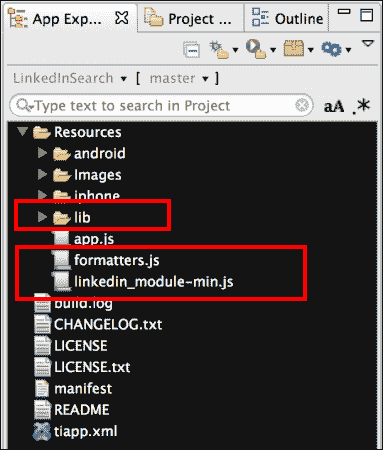 App Exp... Project ... Outline
LinkedInSearch [ master ]
Type text to search in Project aA .*
Resources
android
Images
iphone
lib
app.js
formatters.js
linkedin_module-min.js
build.log
CHANGELOG.txt
LICENSE
LICENSE.txt
manifest
README
tiapp.xml